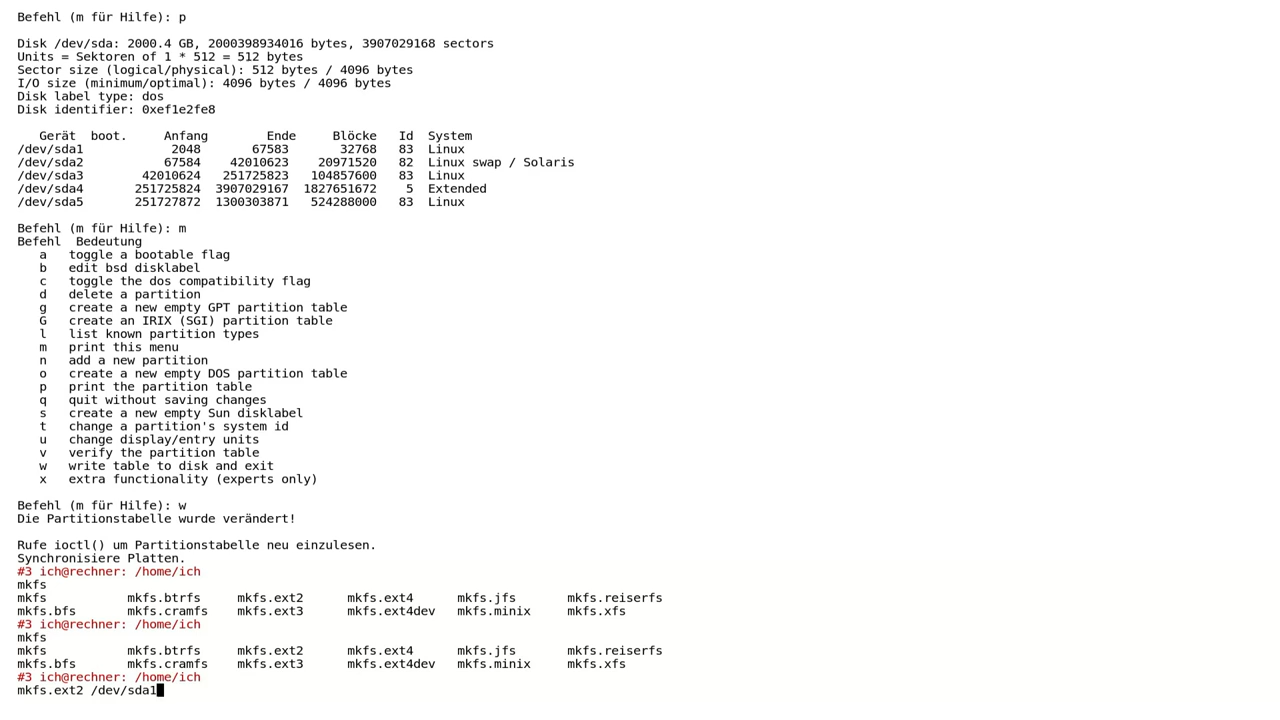 Befehl (m für Hilfe): p
Disk /dev/sda: 2000.4 GB, 2000398934016 bytes, 3907029168 sectors
Units = Sektoren of 1 * 512 = 512 bytes
Sector size (logical/physical): 512 bytes / 4096 bytes
I/O size (minimum/optimal): 4096 bytes / 4096 bytes
Disk label type: dos
Disk identifier: 0xef1e2fe8
Gerät  boot.     Anfang        Ende      Blöcke   Id  System
/dev/sda1            2048       67583       32768   83  Linux
/dev/sda2           67584    42010623    20971520   82  Linux swap / Solaris
/dev/sda3        42010624   251725823   104857600   83  Linux
/dev/sda4       251725824  3907029167  1827651672    5  Extended
/dev/sda5       251727872  1300303871   524288000   83  Linux
Befehl (m für Hilfe): m
Befehl  Bedeutung
a   toggle a bootable flag
b   edit bsd disklabel
c   toggle the dos compatibility flag
d   delete a partition
g   create a new empty GPT partition table
G   create an IRIX (SGI) partition table
l   list known partition types
m   print this menu
n   add a new partition
o   create a new empty DOS partition table
p   print the partition table
q   quit without saving changes
s   create a new empty Sun disklabel
t   change a partition's system id
u   change display/entry units
v   verify the partition table
w   write table to disk and exit
x   extra functionality (experts only)
Befehl (m für Hilfe): w
Die Partitionstabelle wurde verändert!
Rufe ioctl() um Partitionstabelle neu einzulesen.
Synchronisiere Platten.
#3 ich@rechner: /home/ich
mkfs
mkfs           mkfs.btrfs     mkfs.ext2      mkfs.ext4      mkfs.jfs       mkfs.reiserfs
mkfs.bfs       mkfs.cramfs    mkfs.ext3      mkfs.ext4dev   mkfs.minix     mkfs.xfs
#3 ich@rechner: /home/ich
mkfs
mkfs           mkfs.btrfs     mkfs.ext2      mkfs.ext4      mkfs.jfs       mkfs.reiserfs
mkfs.bfs       mkfs.cramfs    mkfs.ext3      mkfs.ext4dev   mkfs.minix     mkfs.xfs
#3 ich@rechner: /home/ich
mkfs.ext2 /dev/sda1